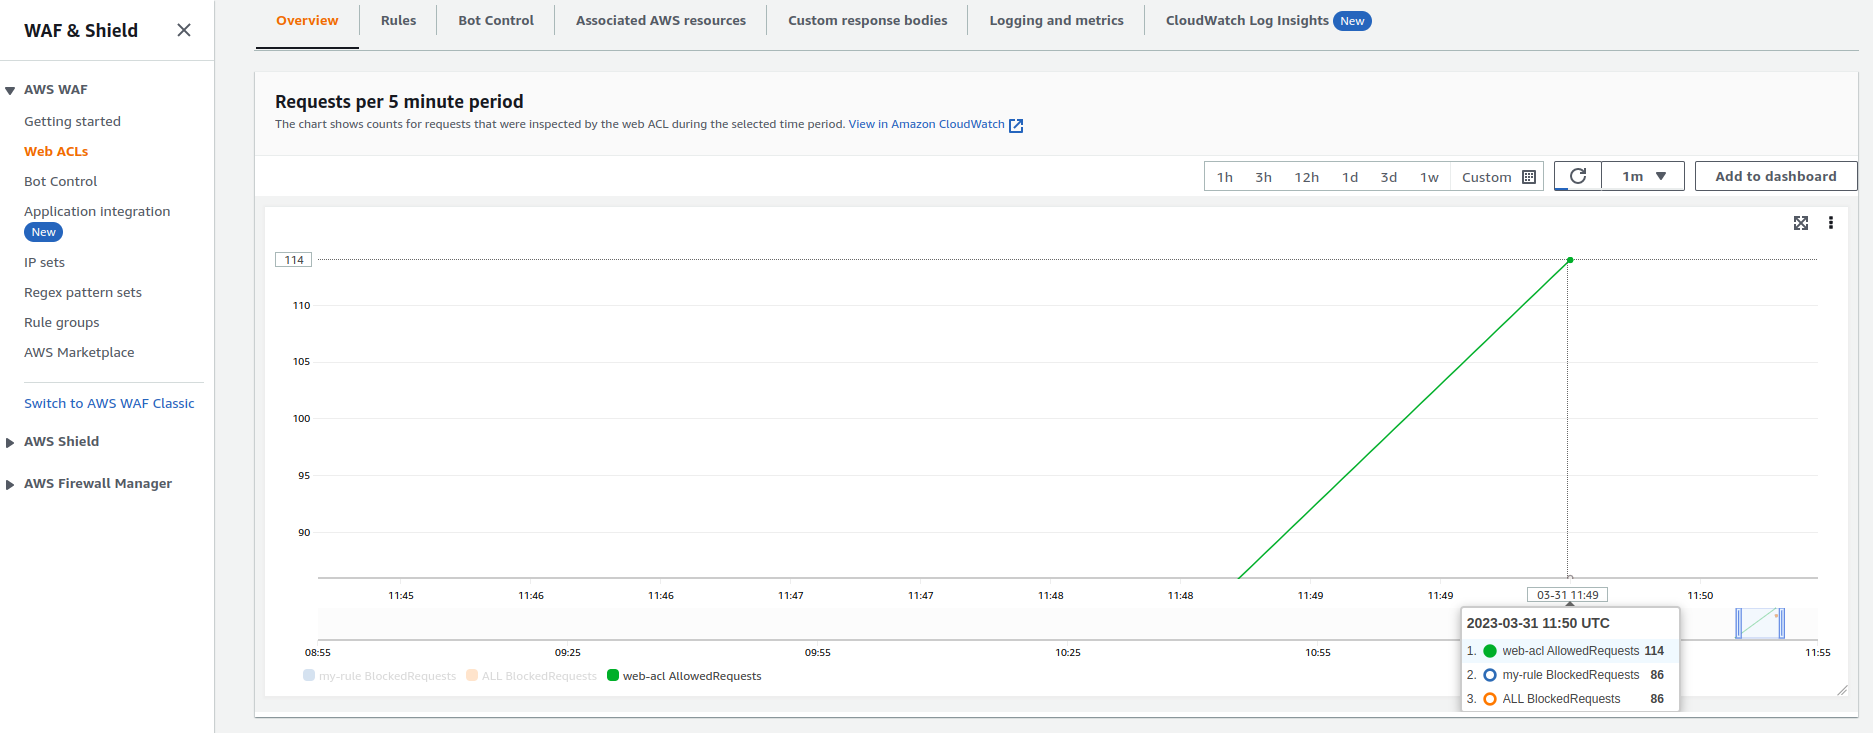 WAF & Shield
AWS WAF
Getting started
Web ACLs
Bot Control
Application integration
New
IP sets
Regex pattern sets
Rule groups
AWS Marketplace
Switch to AWS WAF Classic
AWS Shield
AWS Firewall Manager
Overview Rules Bot Control Associated AWS resources Custom response bodies Logging and metrics CloudWatch Log Insights New
Requests per 5 minute period
The chart shows counts for requests that were inspected by the web ACL during the selected time period. View in Amazon CloudWatch
1h 3h 12h 1d 3d 1w Custom 1m Add to dashboard
114
110
105
100
95
90
11:45 11:46 11:46 11:47 11:47 11:48 11:48 11:49 11:49 03-31 11:49 11:50
08:55 09:25 09:55 10:25 10:55 11:55
my-rule BlockedRequests ALL BlockedRequests web-acl AllowedRequests
2023-03-31 11:50 UTC
1. web-acl AllowedRequests 114
2. my-rule BlockedRequests 86
3. ALL BlockedRequests 86